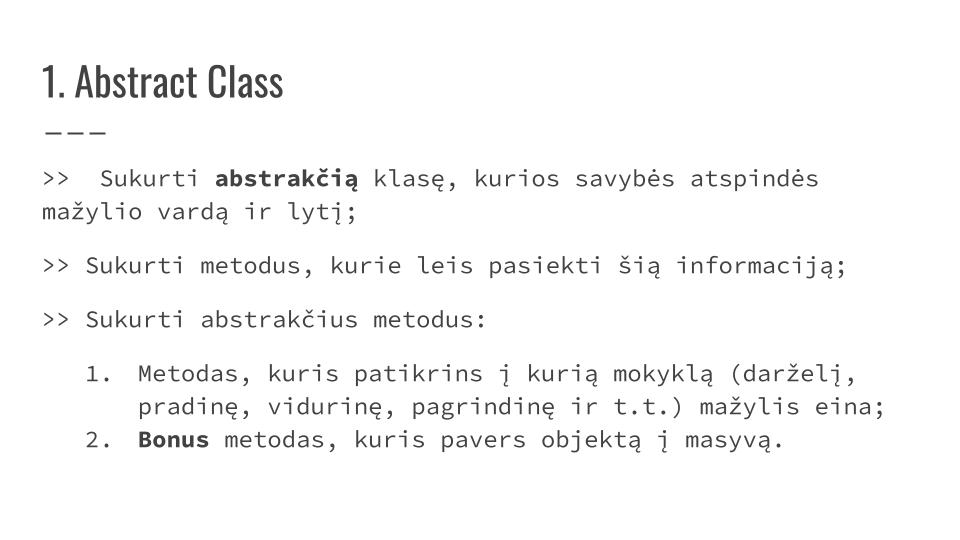 1. Abstract Class
———
>>  Sukurti abstrakčią klasę, kurios savybės atspindės
mažylio vardą ir lytį;
>> Sukurti metodus, kurie leis pasiekti šią informaciją;
>> Sukurti abstrakčius metodus:
1. Metodas, kuris patikrins į kurią mokyklą (darželį,
pradinę, vidurinę, pagrindinę ir t.t.) mažylis eina;
2. Bonus metodas, kuris pavers objektą į masyvą.